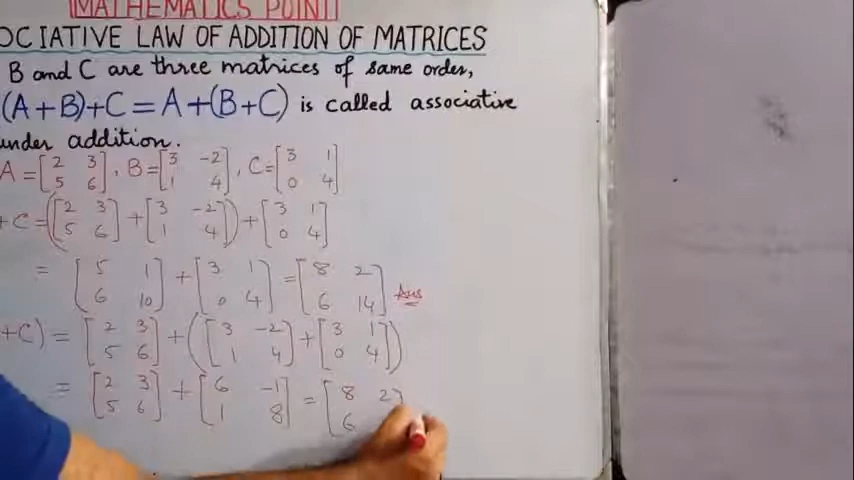 MATHEMATICS POINT
OCIATIVE LAW OF ADDITION OF MATRICES
B and C are three matrices of same order,
(A+B)+C=A+(B+C) is called associative
under addition.
A=[2 3; 5 6], B=[3 -2; 1 4], C=[3 1; 0 4]
+C=([2 3; 5 6]+[3 -2; 1 4])+[3 1; 0 4]
=[5 1; 6 10]+[3 1; 0 4]=[8 2; 6 14] Ans
+C)=[2 3; 5 6]+([3 -2; 1 4]+[3 1; 0 4])
=[2 3; 5 6]+[6 -1; 1 8]=[8 2; 6